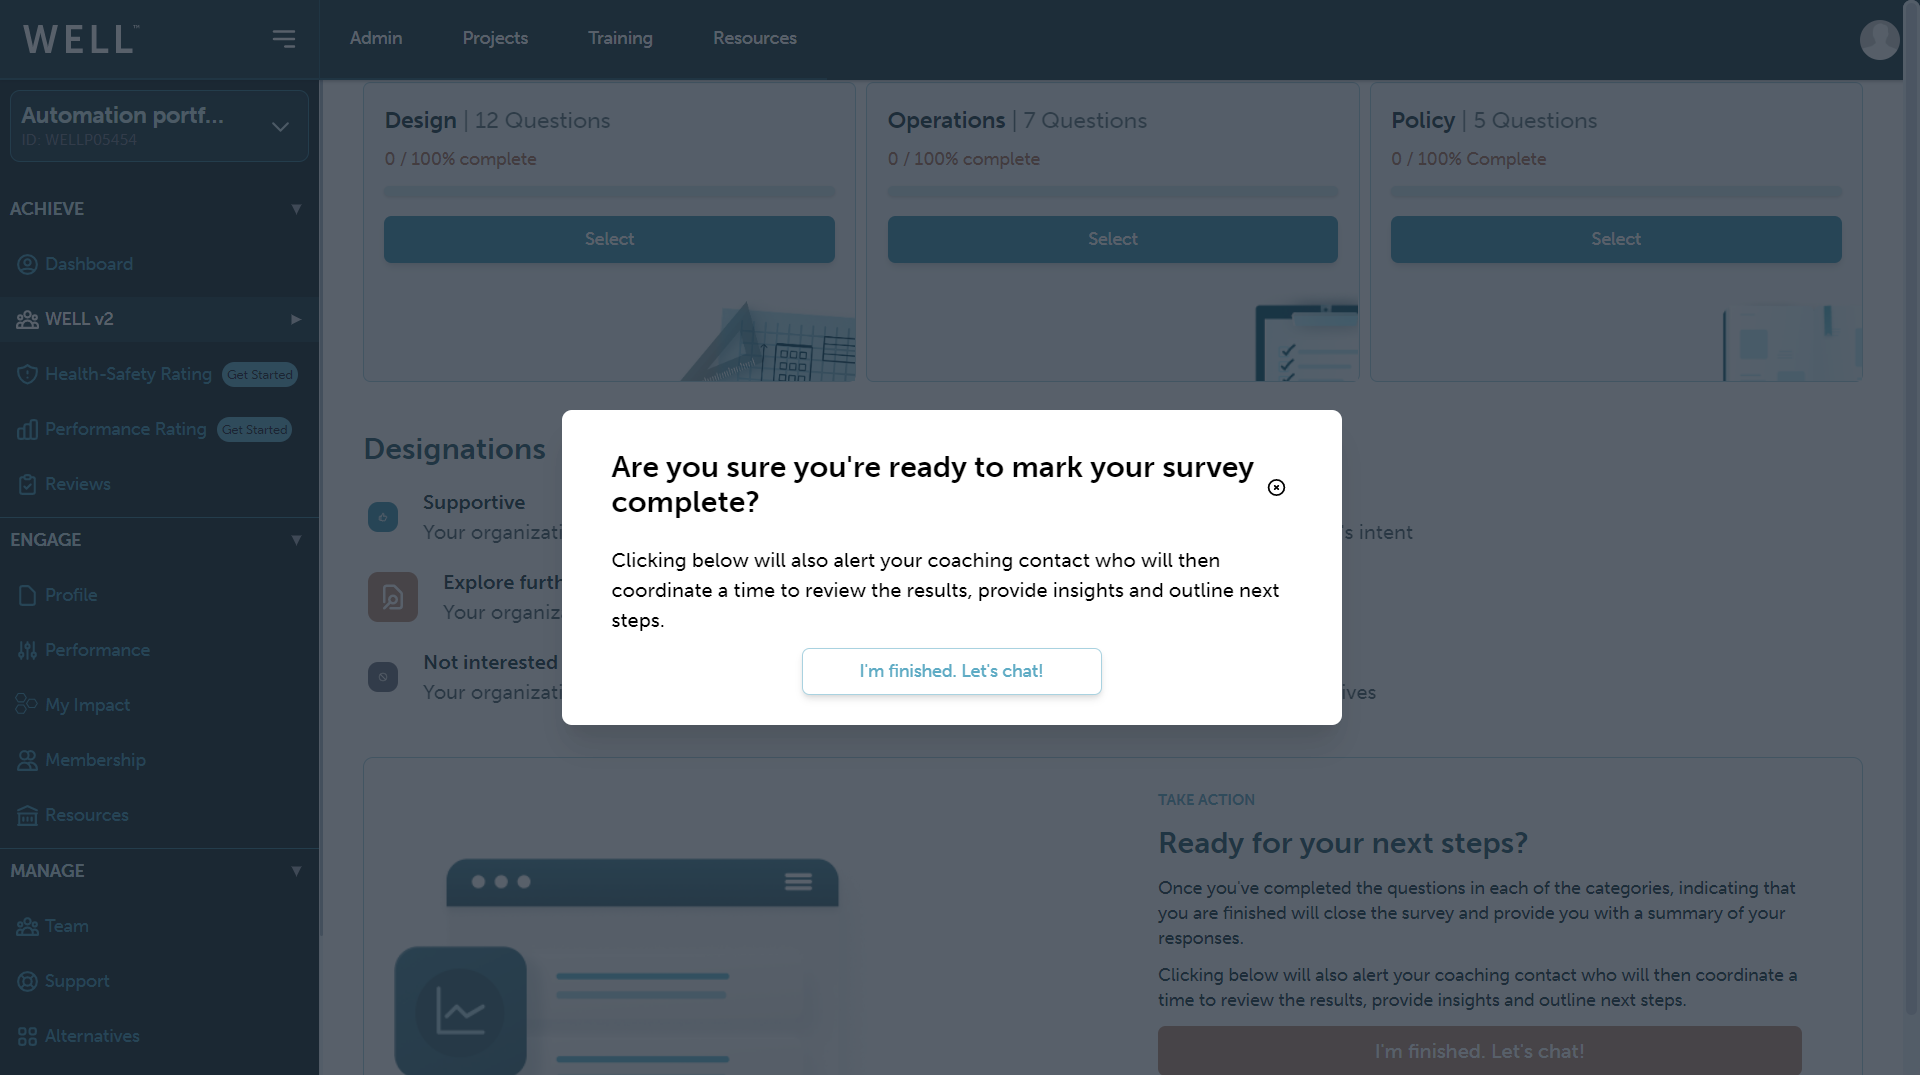 WELL™
Admin
Projects
Training
Resources
Automation portf...
ID: WELLP05454
ACHIEVE
Dashboard
WELL v2
Health-Safety Rating Get Started
Performance Rating Get Started
Reviews
ENGAGE
Profile
Performance
My Impact
Membership
Resources
MANAGE
Team
Support
Alternatives
Design | 12 Questions
0 / 100% complete
Select
Operations | 7 Questions
0 / 100% complete
Select
Policy | 5 Questions
0 / 100% Complete
Select
Designations
Supportive
Your organizati
's intent
Explore furth
Your organiz
Not interested
Your organizati
ives
Are you sure you're ready to mark your survey
complete?
Clicking below will also alert your coaching contact who will then
coordinate a time to review the results, provide insights and outline next
steps.
I'm finished. Let's chat!
TAKE ACTION
Ready for your next steps?
Once you've completed the questions in each of the categories, indicating that
you are finished will close the survey and provide you with a summary of your
responses.
Clicking below will also alert your coaching contact who will then coordinate a
time to review the results, provide insights and outline next steps.
I'm finished. Let's chat!